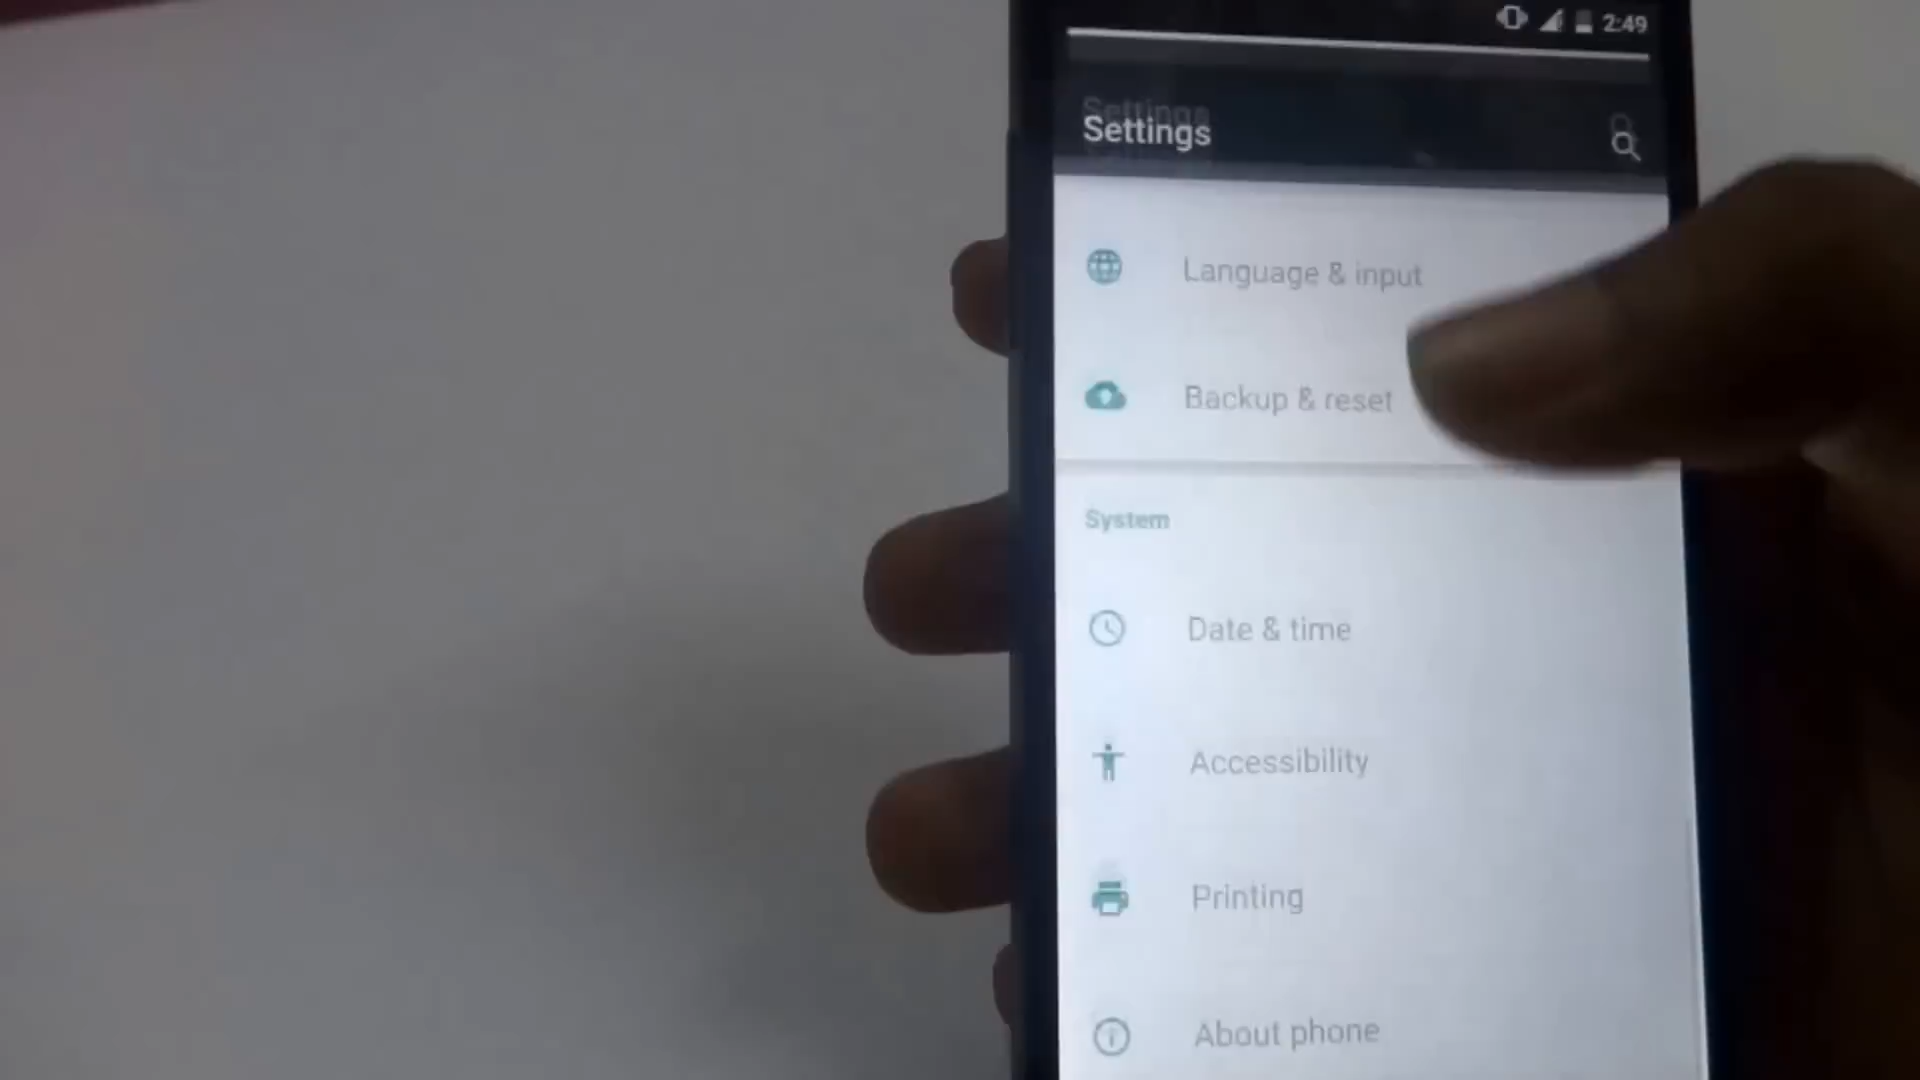 2:49
Settings
Language & input
Backup & reset
System
Date & time
Accessibility
Printing
About phone